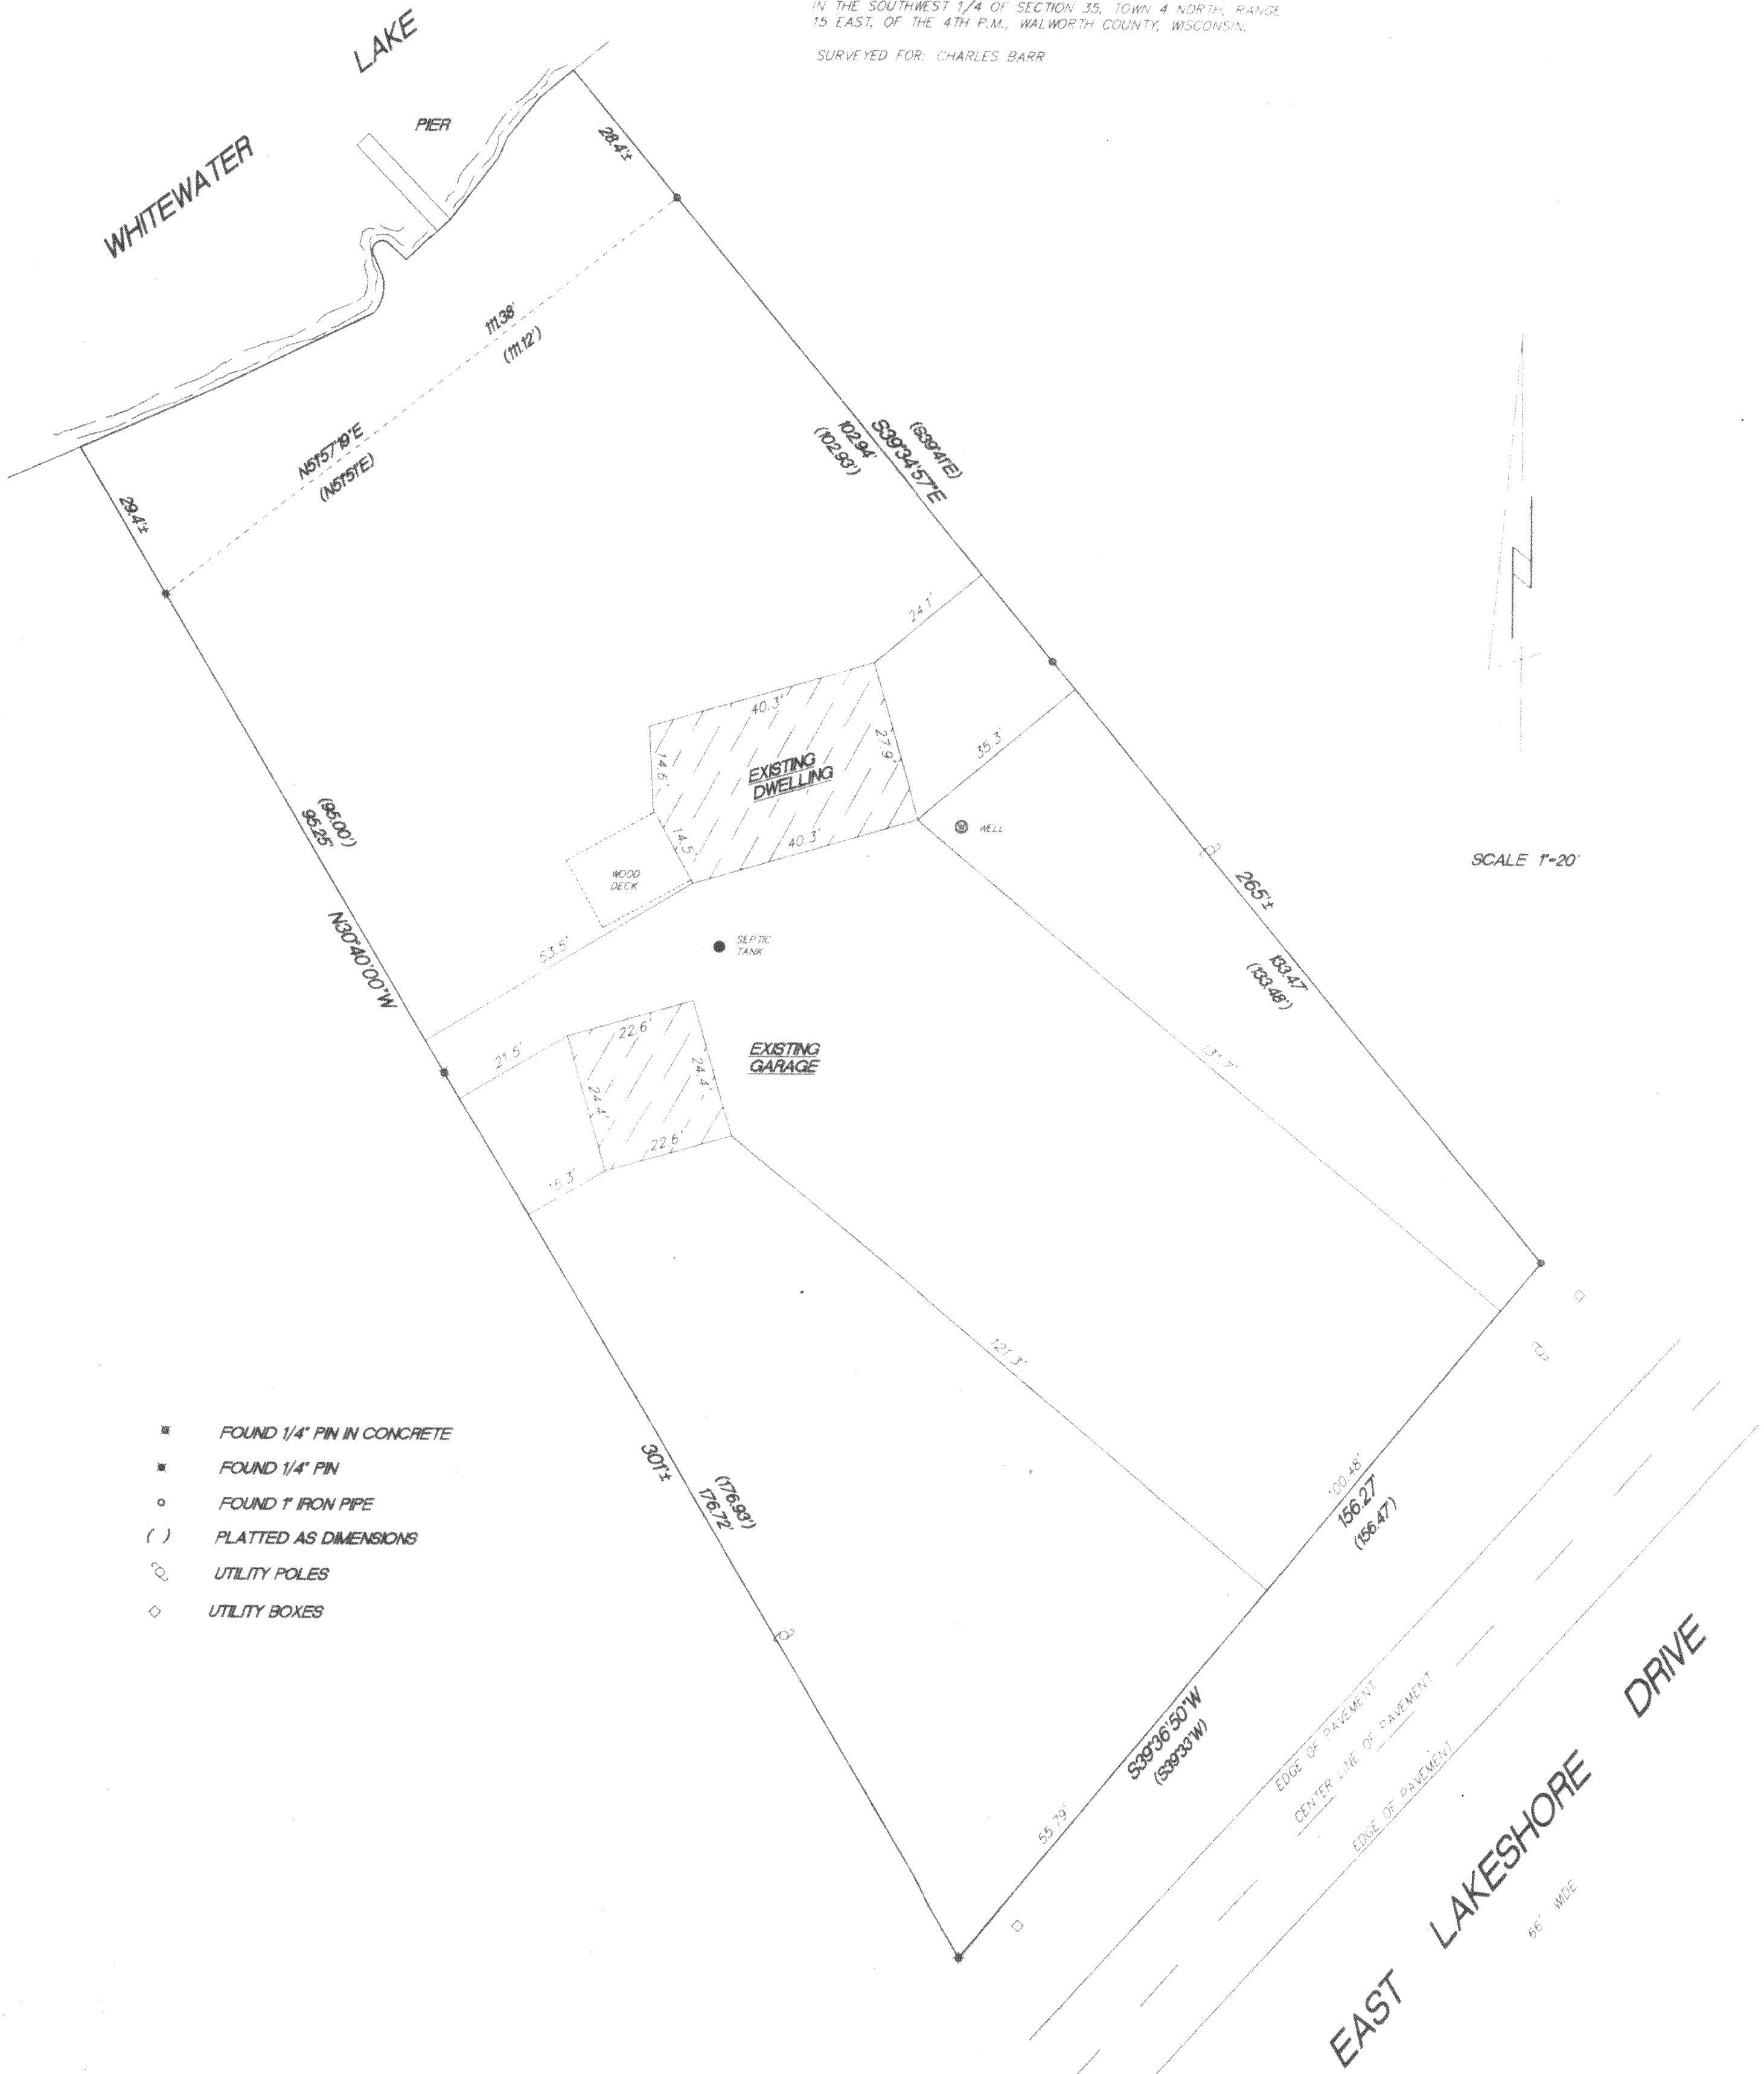 IN THE SOUTHWEST 1/4 OF SECTION 35, TOWN 4 NORTH, RANGE
15 EAST, OF THE 4TH P.M., WALWORTH COUNTY, WISCONSIN.
SURVEYED FOR: CHARLES BARR
WHITEWATER LAKE
PIER
28.4'±
111.38'
(111.12')
N51°57'19"E
(N51°51'E)
29.4'±
(S39°41'E)
S39°34'57"E
102.94'
(102.93')
24.1'
40.3'
27.9'
14.6'
EXISTING
DWELLING
35.3'
14.5'
40.3'
WELL
WOOD
DECK
(95.00')
95.25'
N30°40'00"W
53.5'
SEPTIC
TANK
SCALE 1"=20'
265'±
133.47'
(133.48')
21.5'
22.6'
24.4'
24.4'
22.6'
15.3'
EXISTING
GARAGE
131.7'
121.3'
301'±
(176.93')
176.72'
100.48'
156.27'
(156.47')
S39°36'50"W
(S39°33'W)
55.79'
FOUND 1/4" PIN IN CONCRETE
FOUND 1/4" PIN
FOUND 1" IRON PIPE
( ) PLATTED AS DIMENSIONS
UTILITY POLES
UTILITY BOXES
EDGE OF PAVEMENT
CENTER LINE OF PAVEMENT
EDGE OF PAVEMENT
EAST LAKESHORE DRIVE
66' WIDE